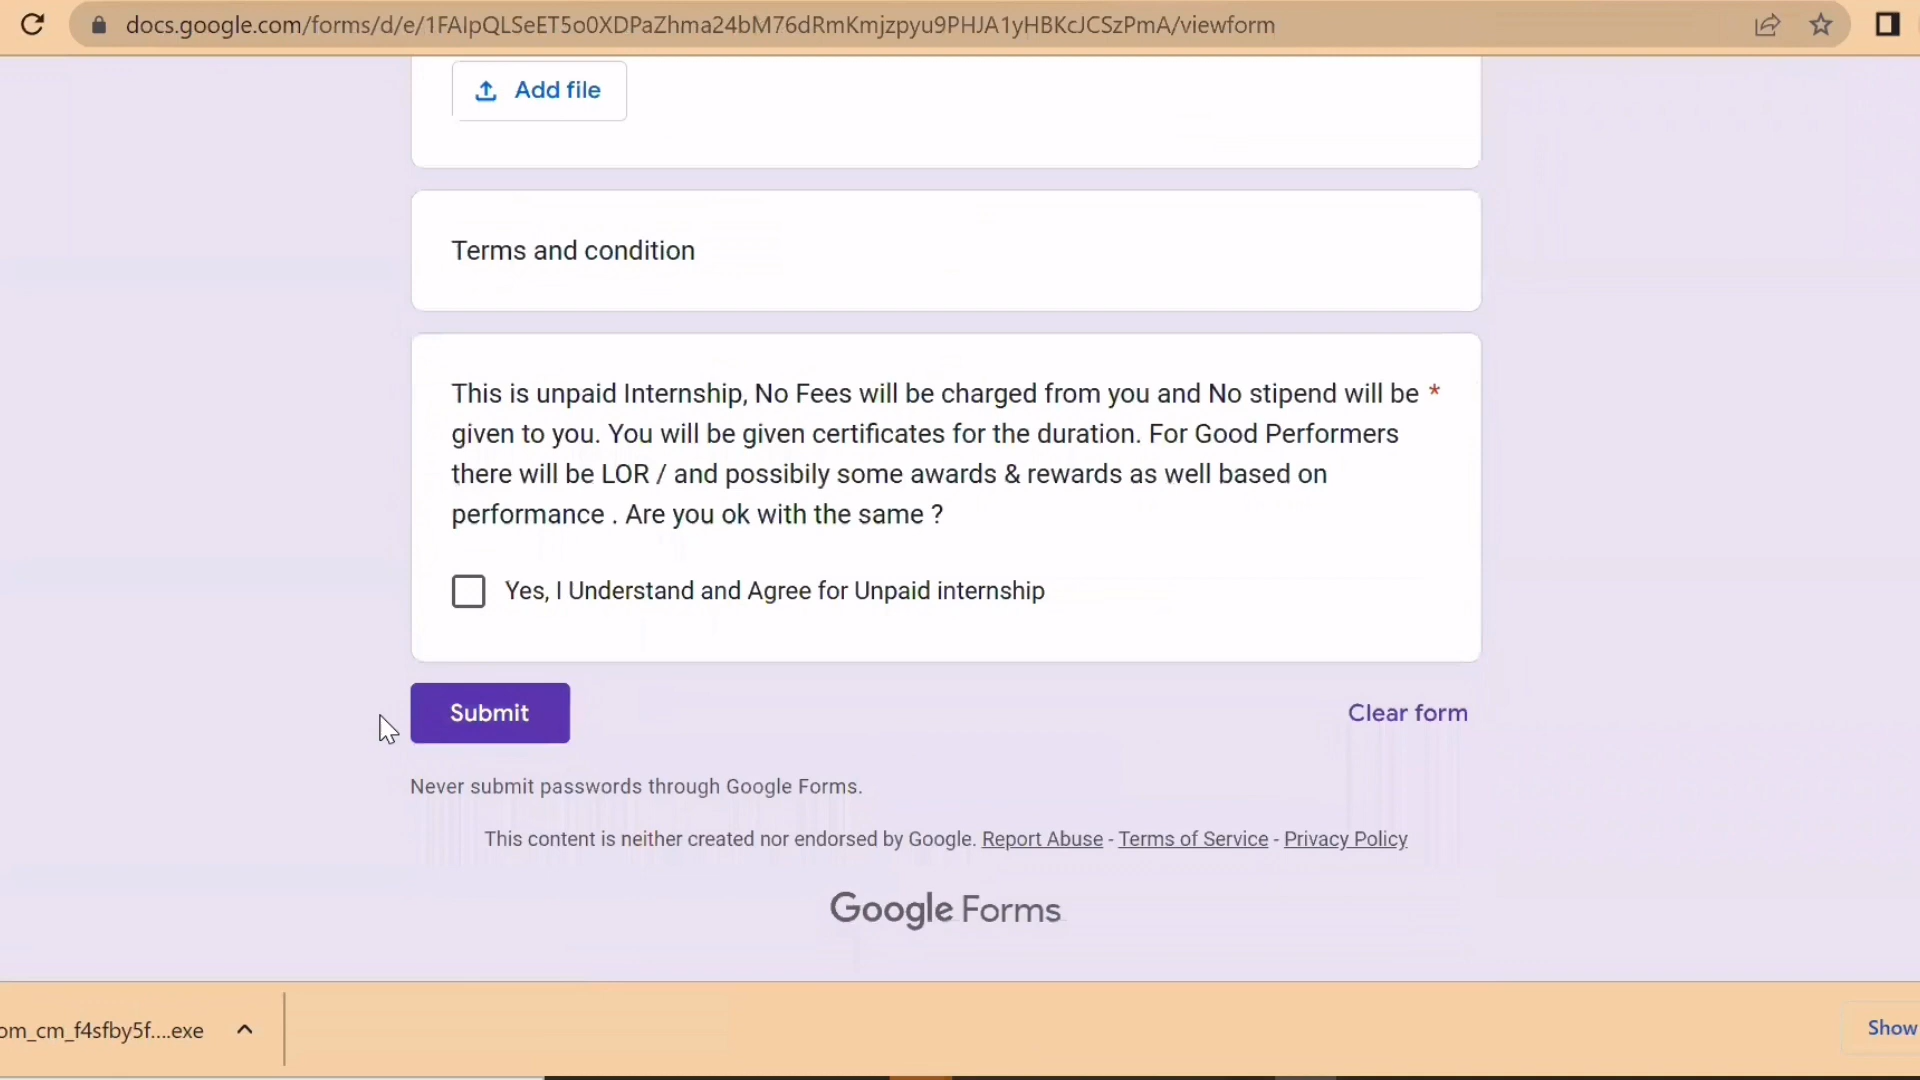 docs.google.com/forms/d/e/1FAIpQLSeET5o0XDPaZhma24bM76dRmKmjzpyu9PHJA1yHBKcJCSzPmA/viewform
Add file
Terms and condition
This is unpaid Internship, No Fees will be charged from you and No stipend will be *
given to you. You will be given certificates for the duration. For Good Performers
there will be LOR / and possibily some awards & rewards as well based on
performance . Are you ok with the same ?
Yes, I Understand and Agree for Unpaid internship
Submit
Clear form
Never submit passwords through Google Forms.
This content is neither created nor endorsed by Google. Report Abuse - Terms of Service - Privacy Policy
Google Forms
om_cm_f4sfby5f....exe
Show